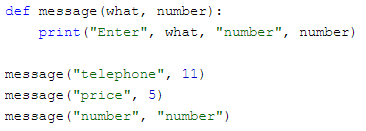 def message(what, number):
    print("Enter", what, "number", number)
message("telephone", 11)
message("price", 5)
message("number", "number")